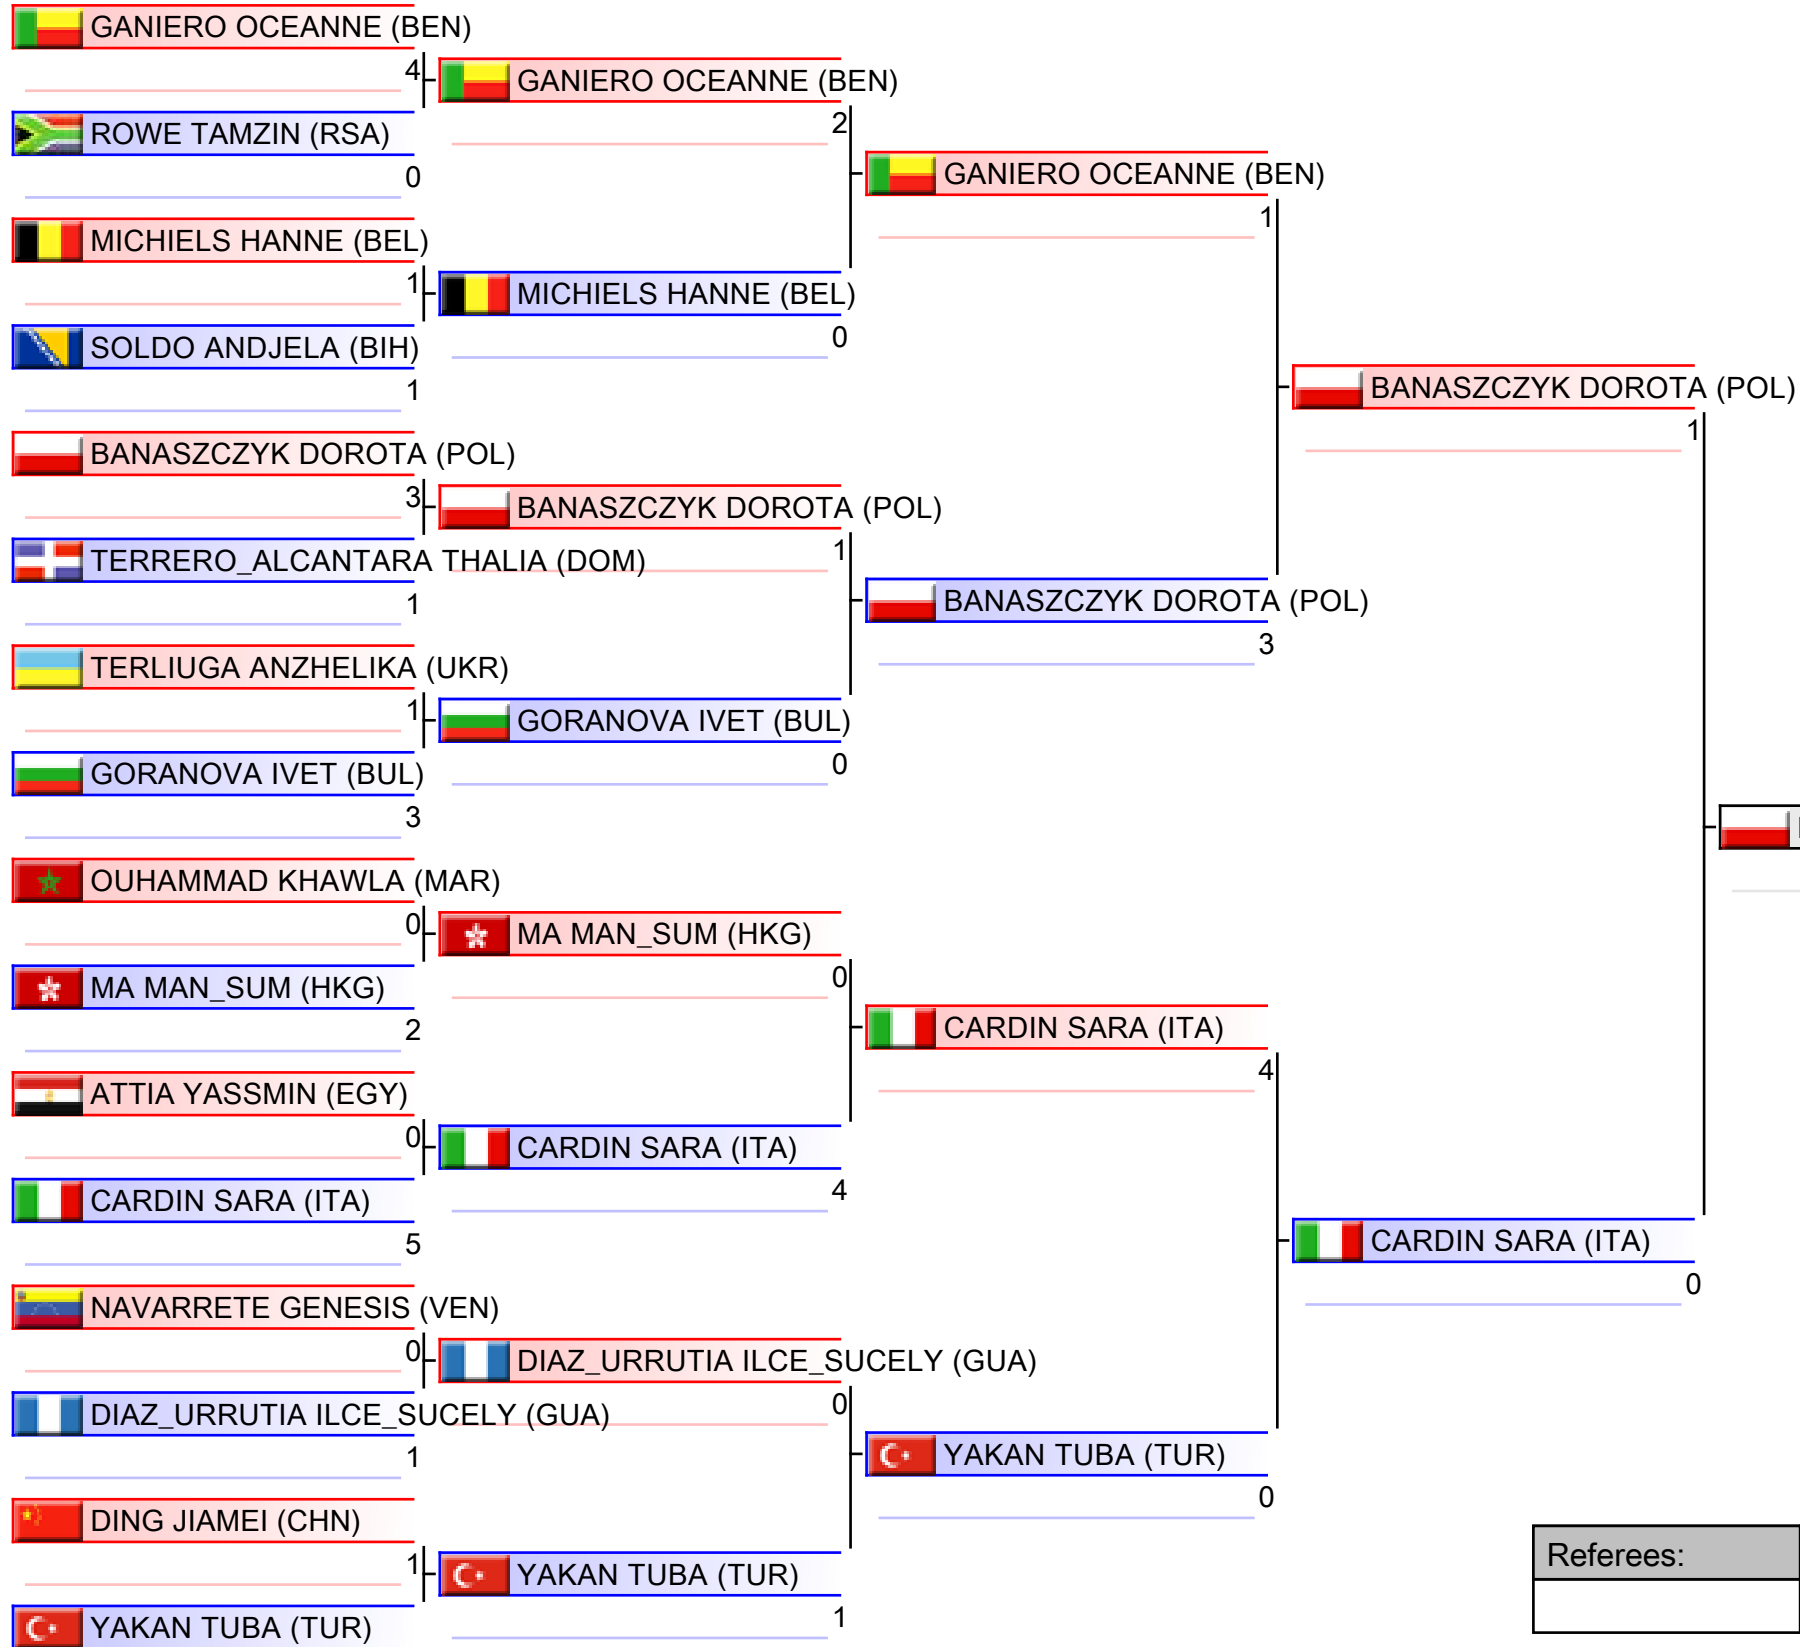 GANIERO OCEANNE (BEN)
4
ROWE TAMZIN (RSA)
0
MICHIELS HANNE (BEL)
1
SOLDO ANDJELA (BIH)
1
BANASZCZYK DOROTA (POL)
3
TERRERO_ALCANTARA THALIA (DOM)
1
TERLIUGA ANZHELIKA (UKR)
1
GORANOVA IVET (BUL)
3
OUHAMMAD KHAWLA (MAR)
0
MA MAN_SUM (HKG)
2
ATTIA YASSMIN (EGY)
0
CARDIN SARA (ITA)
5
NAVARRETE GENESIS (VEN)
0
DIAZ_URRUTIA ILCE_SUCELY (GUA)
1
DING JIAMEI (CHN)
1
YAKAN TUBA (TUR)
GANIERO OCEANNE (BEN)
2
MICHIELS HANNE (BEL)
0
BANASZCZYK DOROTA (POL)
1
GORANOVA IVET (BUL)
0
MA MAN_SUM (HKG)
0
CARDIN SARA (ITA)
4
DIAZ_URRUTIA ILCE_SUCELY (GUA)
0
YAKAN TUBA (TUR)
1
GANIERO OCEANNE (BEN)
1
BANASZCZYK DOROTA (POL)
3
CARDIN SARA (ITA)
4
YAKAN TUBA (TUR)
0
BANASZCZYK DOROTA (POL)
1
CARDIN SARA (ITA)
0
Referees: